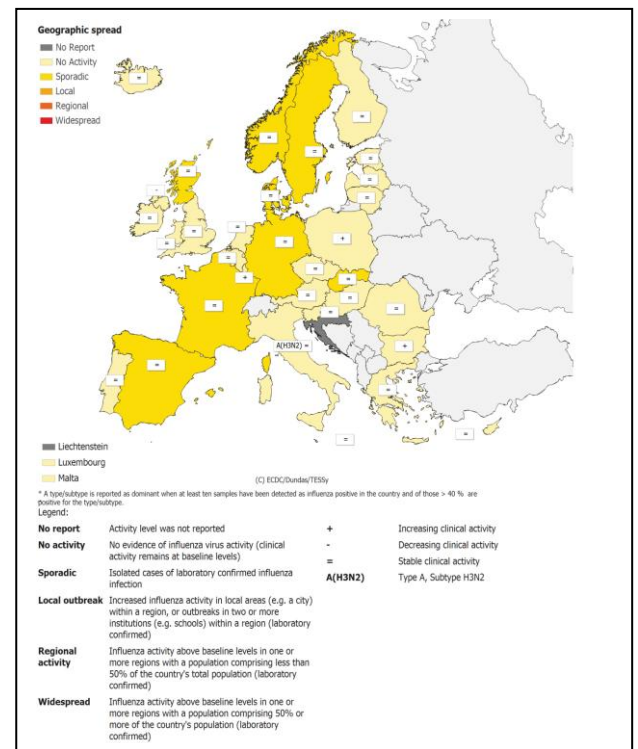 Geographic spread
No Report
No Activity
Sporadic
Local
Regional
Widespread
=
=
=
=
=
=
=
=
-
=
=
=
=
=
=
+
=
+
=
=
=
=
=
=
=
A(H3N2) =
+
=
=
=
=
=
Liechtenstein
Luxembourg
Malta
(C) ECDC/Dundas/TESSy
* A type/subtype is reported as dominant when at least ten samples have been detected as influenza positive in the country and of those > 40 % are
positive for the type/subtype.
Legend:
No report Activity level was not reported + Increasing clinical activity
No activity No evidence of influenza virus activity (clinical - Decreasing clinical activity
activity remains at baseline levels) = Stable clinical activity
Sporadic Isolated cases of laboratory confirmed influenza A(H3N2) Type A, Subtype H3N2
infection
Local outbreak Increased influenza activity in local areas (e.g. a city)
within a region, or outbreaks in two or more
institutions (e.g. schools) within a region (laboratory
confirmed)
Regional Influenza activity above baseline levels in one or
activity more regions with a population comprising less than
50% of the country's total population (laboratory
confirmed)
Widespread Influenza activity above baseline levels in one or
more regions with a population comprising 50% or
more of the country's population (laboratory
confirmed)